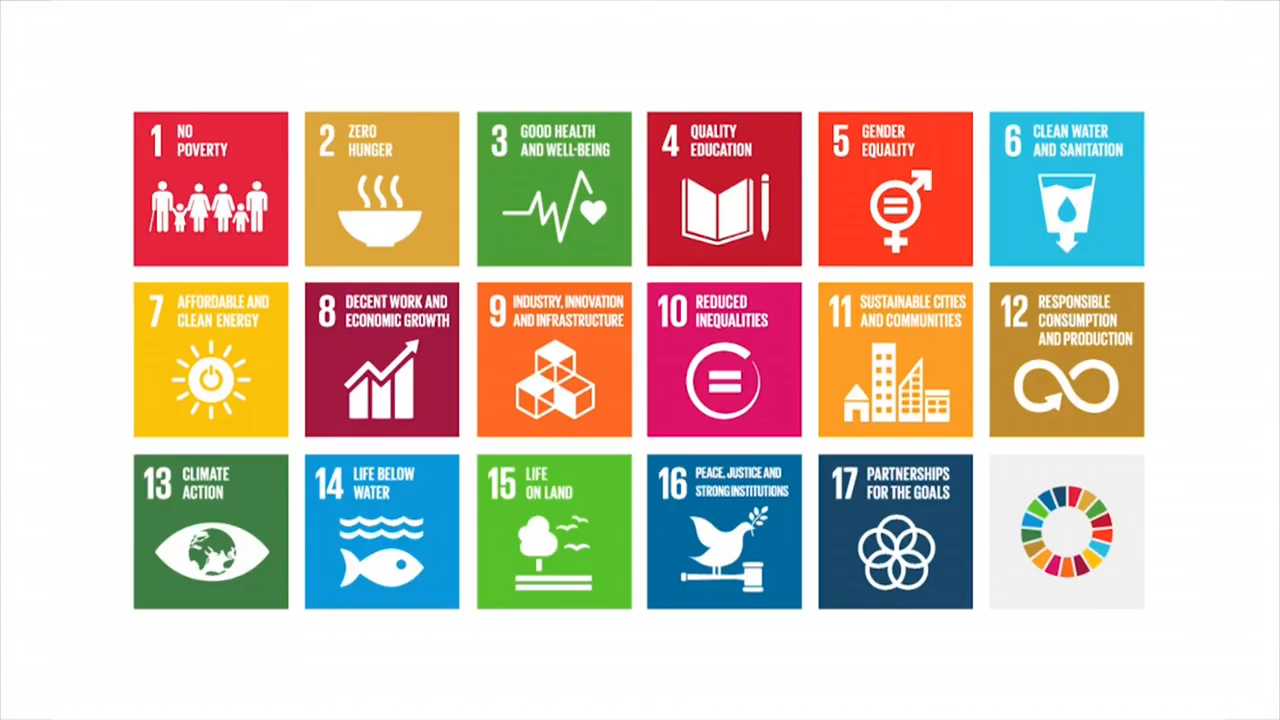 1 NO
POVERTY
2 ZERO
HUNGER
3 GOOD HEALTH
AND WELL-BEING
4 QUALITY
EDUCATION
5 GENDER
EQUALITY
6 CLEAN WATER
AND SANITATION
7 AFFORDABLE AND
CLEAN ENERGY
8 DECENT WORK AND
ECONOMIC GROWTH
9 INDUSTRY, INNOVATION
AND INFRASTRUCTURE
10 REDUCED
INEQUALITIES
11 SUSTAINABLE CITIES
AND COMMUNITIES
12 RESPONSIBLE
CONSUMPTION
AND PRODUCTION
13 CLIMATE
ACTION
14 LIFE BELOW
WATER
15 LIFE
ON LAND
16 PEACE, JUSTICE AND
STRONG INSTITUTIONS
17 PARTNERSHIPS
FOR THE GOALS